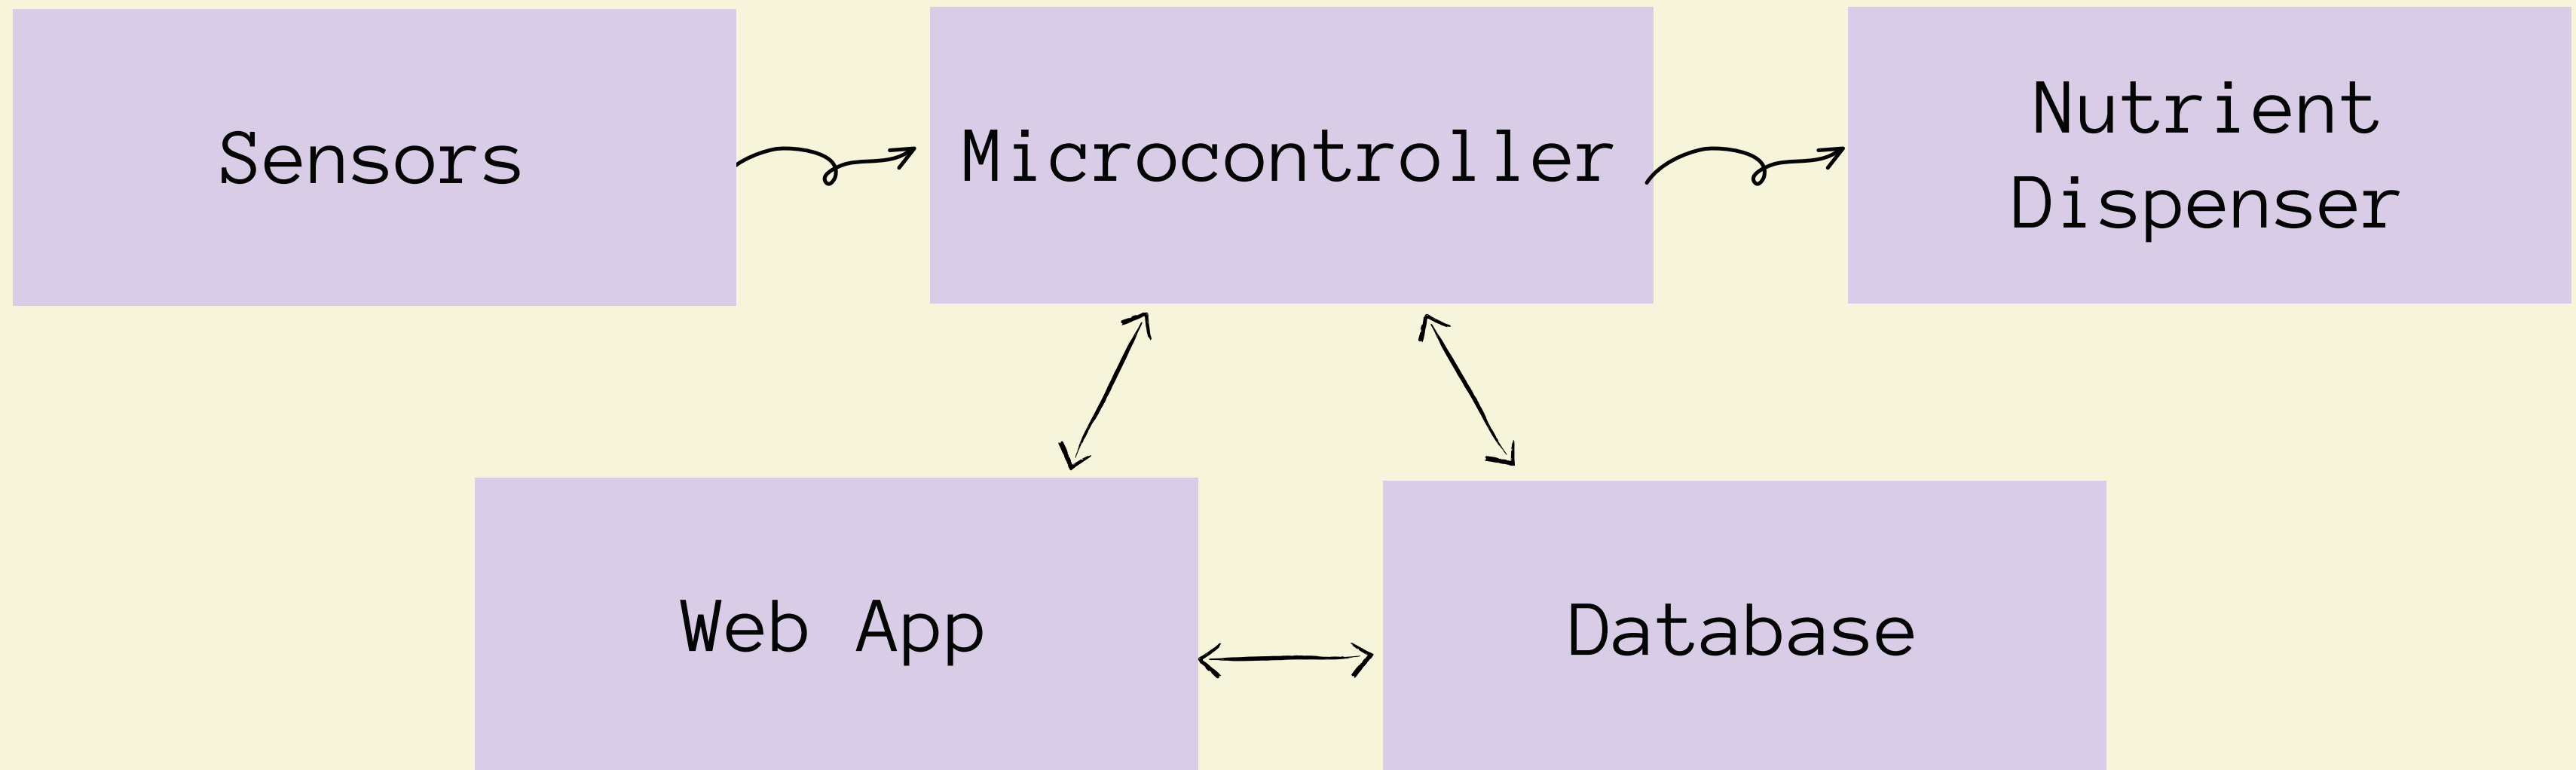 Sensors
Microcontroller
Nutrient
Dispenser
Web App
Database